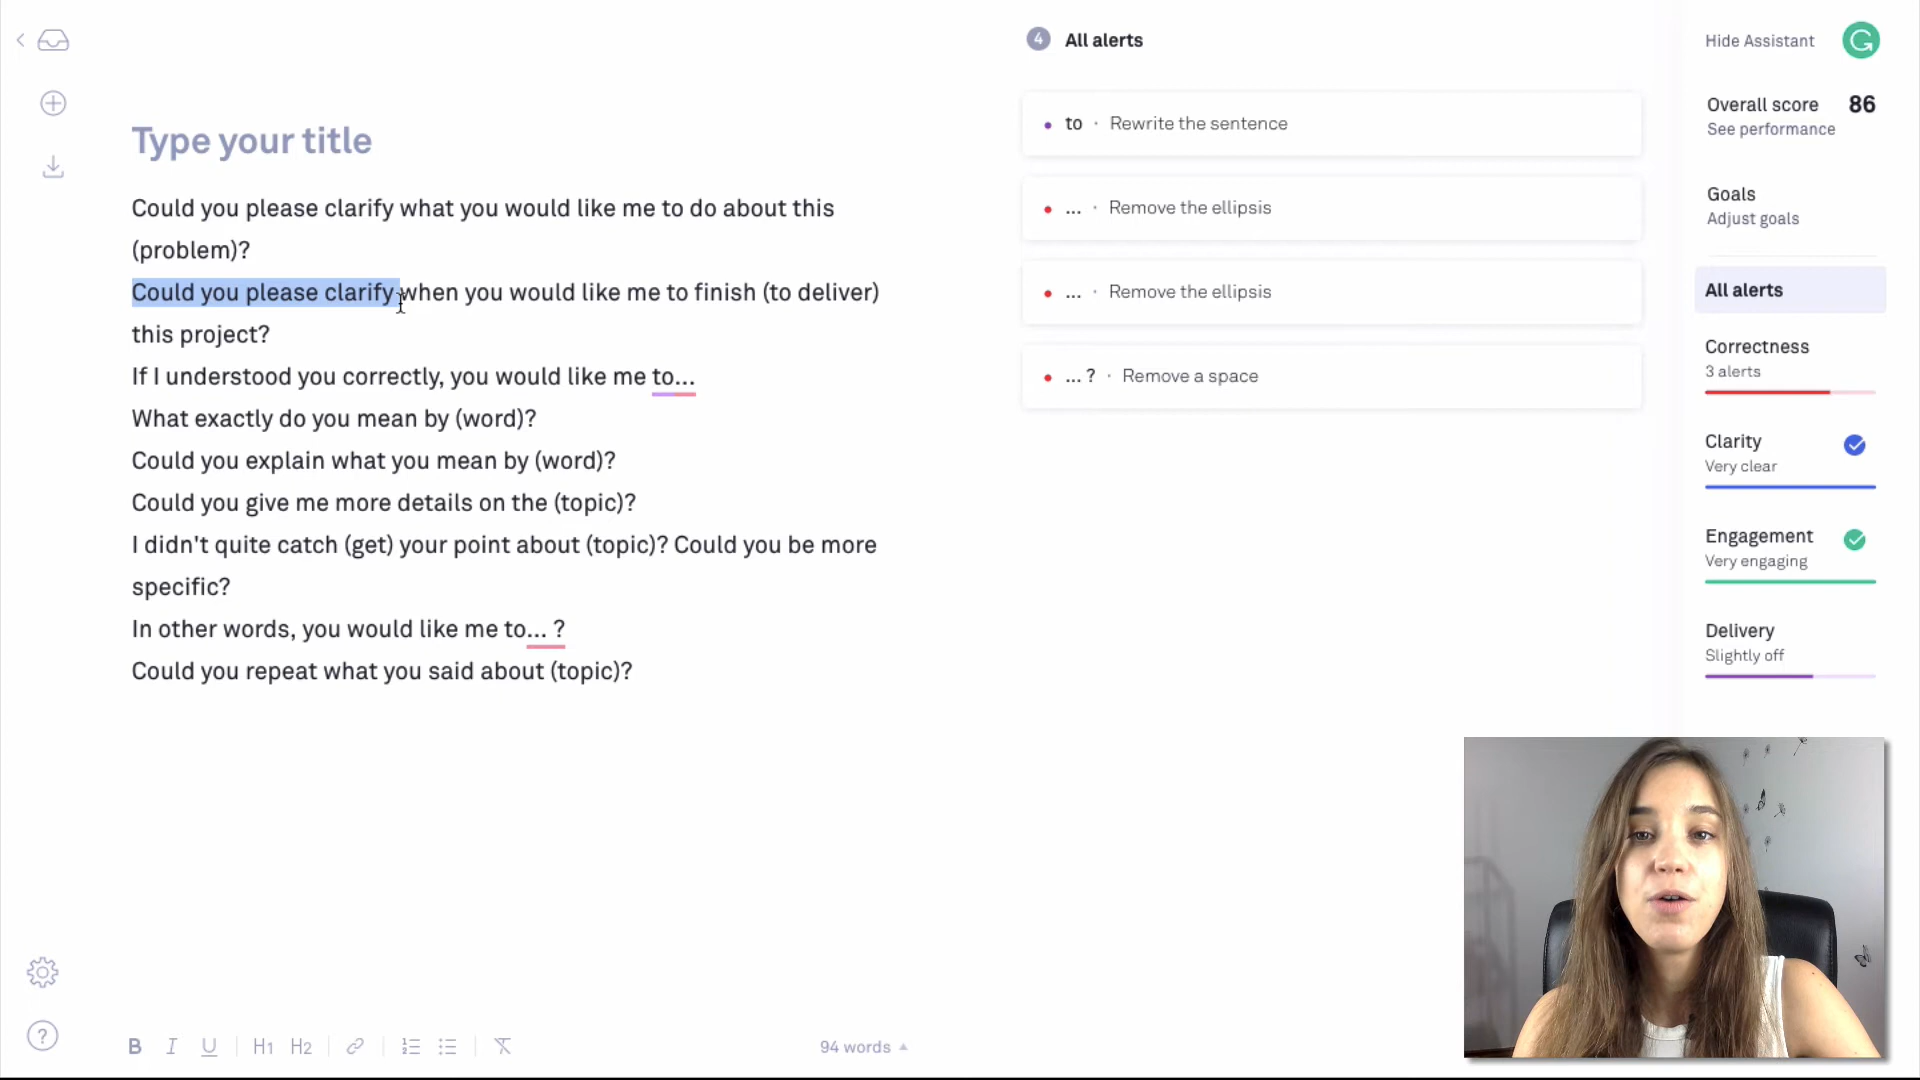 4 All alerts
Hide Assistant
Overall score 86
See performance
to · Rewrite the sentence
Type your title
Goals
Adjust goals
Could you please clarify what you would like me to do about this
(problem)?
... · Remove the ellipsis
Could you please clarify when you would like me to finish (to deliver)
this project?
... · Remove the ellipsis
All alerts
If I understood you correctly, you would like me to...
... ? · Remove a space
Correctness
3 alerts
What exactly do you mean by (word)?
Could you explain what you mean by (word)?
Clarity
Very clear
Could you give me more details on the (topic)?
I didn't quite catch (get) your point about (topic)? Could you be more
specific?
Engagement
Very engaging
In other words, you would like me to... ?
Could you repeat what you said about (topic)?
Delivery
Slightly off
B I U H1 H2
94 words